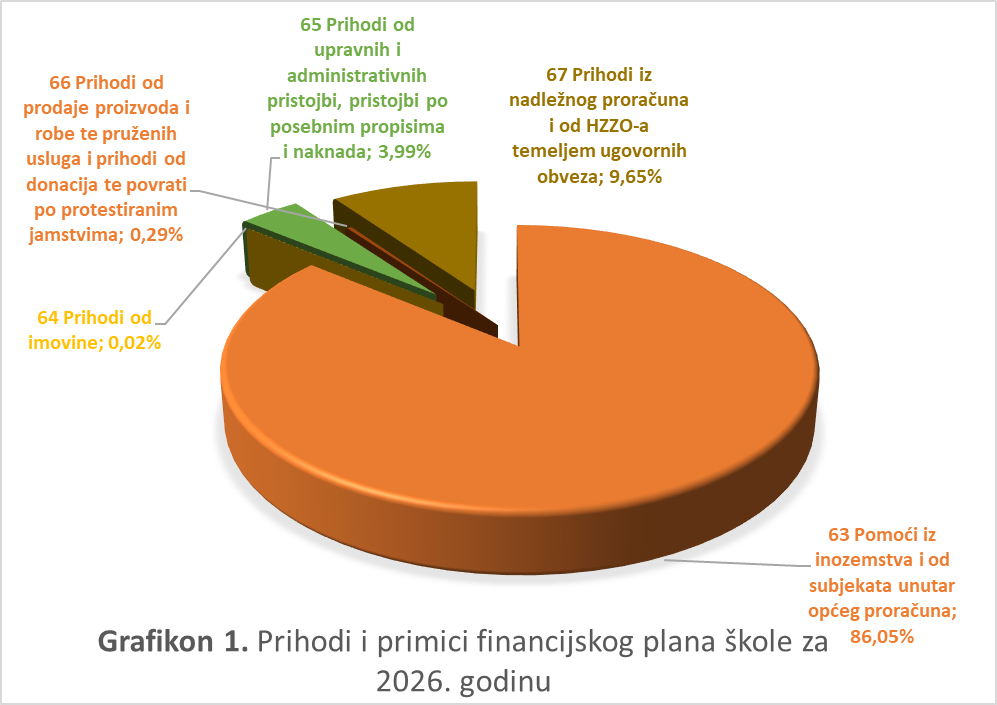 65 Prihodi od
upravnih i
administrativnih
pristojbi, pristojbi po
posebnim propisima
i naknada; 3,99%
66 Prihodi od
prodaje proizvoda i
robe te pruženih
usluga i prihodi od
donacija te povrati
po protestiranim
jamstvima; 0,29%
67 Prihodi iz
nadležnog proračuna
i od HZZO-a
temeljem ugovornih
obveza; 9,65%
64 Prihodi od
imovine; 0,02%
63 Pomoći iz
inozemstva i od
subjekata unutar
općeg proračuna;
86,05%
Grafikon 1. Prihodi i primici financijskog plana škole za
2026. godinu